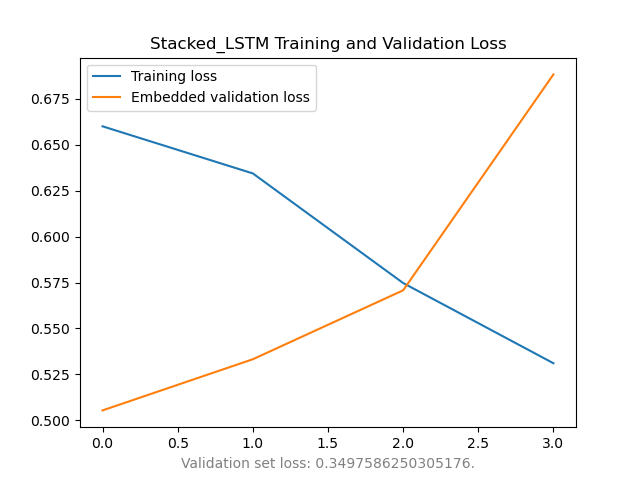 Stacked_LSTM Training and Validation Loss
Training loss
Embedded validation loss
0.675
0.650
0.625
0.600
0.575
0.550
0.525
0.500
0.0 0.5 1.0 1.5 2.0 2.5 3.0
Validation set loss: 0.3497586250305176.